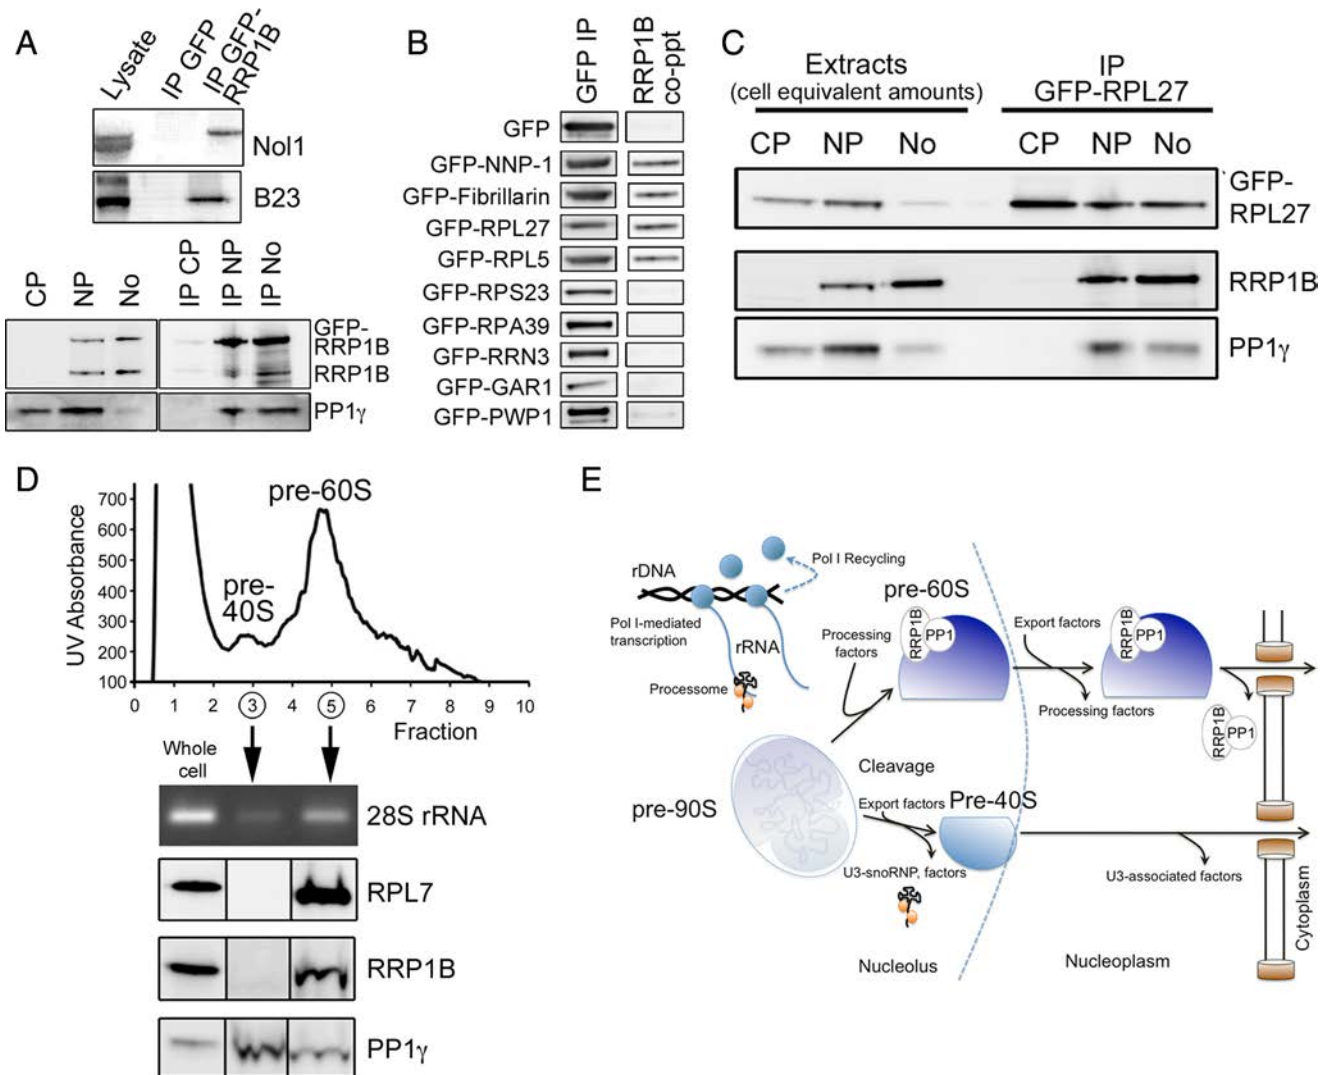 A
Lysate
IP GFP
IP GFP-
RRP1B
Nol1
B23
CP NP No IP CP IP NP IP No
GFP-
RRP1B
RRP1B
PP1γ
B
GFP IP
RRP1B
co-ppt
GFP
GFP-NNP-1
GFP-Fibrillarin
GFP-RPL27
GFP-RPL5
GFP-RPS23
GFP-RPA39
GFP-RRN3
GFP-GAR1
GFP-PWP1
C
Extracts
(cell equivalent amounts)
IP
GFP-RPL27
CP NP No CP NP No
GFP-
RPL27
RRP1B
PP1γ
D
UV Absorbance
700
600
500
400
300
200
100
pre-60S
pre-
40S
0 1 2 3 4 5 6 7 8 9 10
Fraction
Whole
cell
28S rRNA
RPL7
RRP1B
PP1γ
E
rDNA
Pol I Recycling
Pol I-mediated
transcription
rRNA
Processome
Processing
factors
pre-60S
RRP1B
PP1
Export factors
Processing factors
RRP1B
PP1
RRP1B
PP1
pre-90S
Cleavage
Export factors
Pre-40S
U3-snoRNP, factors
U3-associated factors
Nucleolus
Nucleoplasm
Cytoplasm